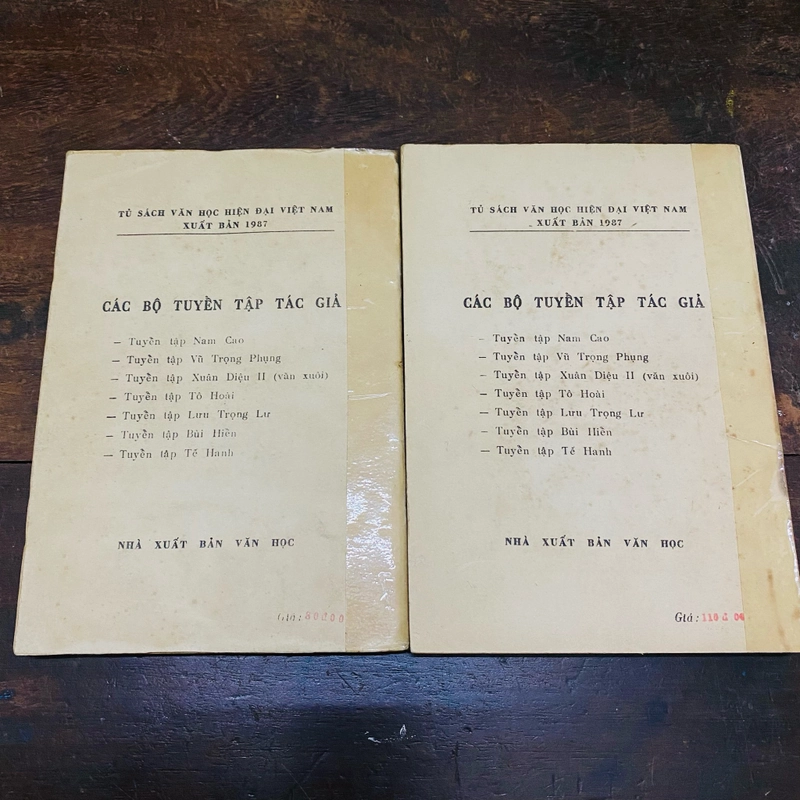 TỦ SÁCH VĂN HỌC HIỆN ĐẠI VIỆT NAM
XUẤT BẢN 1987
CÁC BỘ TUYỂN TẬP TÁC GIẢ
— Tuyển tập Nam Cao
— Tuyển tập Vũ Trọng Phụng
— Tuyển tập Xuân Diệu II (văn xuôi)
— Tuyển tập Tô Hoài
— Tuyển tập Lưu Trọng Lư
— Tuyển tập Bùi Hiển
— Tuyển tập Tế Hanh
NHÀ XUẤT BẢN VĂN HỌC
Giá :
TỦ SÁCH VĂN HỌC HIỆN ĐẠI VIỆT NAM
XUẤT BẢN 1987
CÁC BỘ TUYỂN TẬP TÁC GIẢ
— Tuyển tập Nam Cao
— Tuyển tập Vũ Trọng Phụng
— Tuyển tập Xuân Diệu II (văn xuôi)
— Tuyển tập Tô Hoài
— Tuyển tập Lưu Trọng Lư
— Tuyển tập Bùi Hiển
— Tuyển tập Tế Hanh
NHÀ XUẤT BẢN VĂN HỌC
Giá : 110đ 00